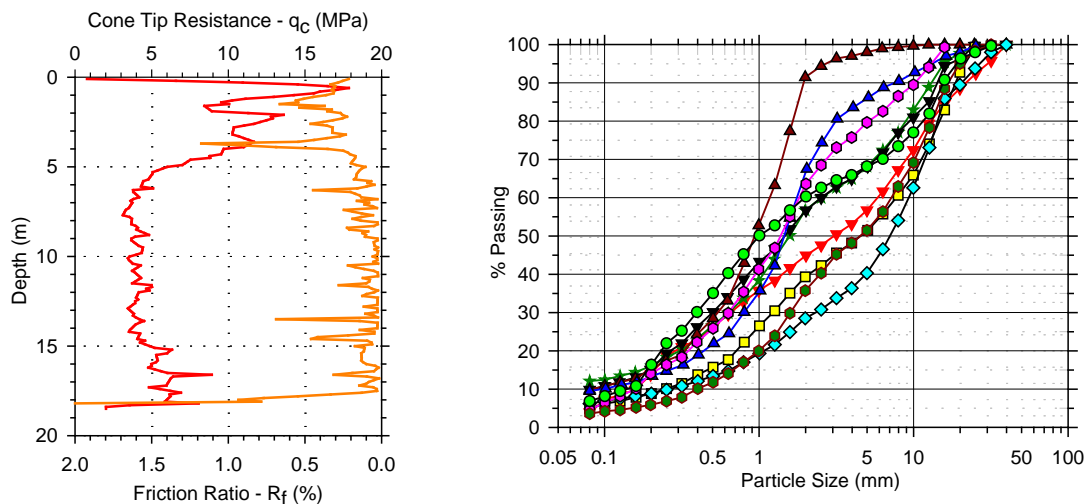 Cone Tip Resistance - qc (MPa)
0 5 10 15 20
Depth (m)
0
5
10
15
20
2.0 1.5 1.0 0.5 0.0
Friction Ratio - Rf (%)
% Passing
100
90
80
70
60
50
40
30
20
10
0
0.05 0.1 0.5 1 5 10 50 100
Particle Size (mm)